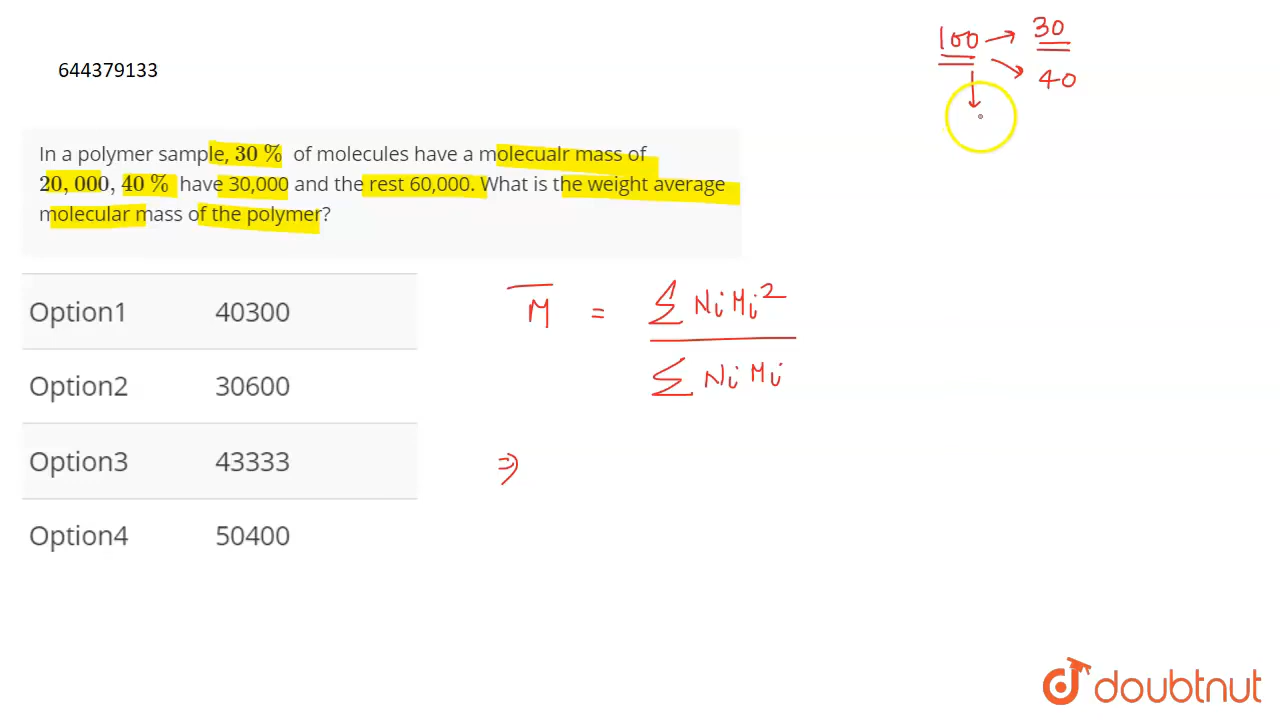 644379133
100 → 30
40
In a polymer sample, 30 % of molecules have a molecualr mass of
20, 000, 40 % have 30,000 and the rest 60,000. What is the weight average
molecular mass of the polymer?
Option1 40300
Option2 30600
Option3 43333
Option4 50400
M̅ = Σ NiMi²
Σ NiMi
⇒
doubtnut